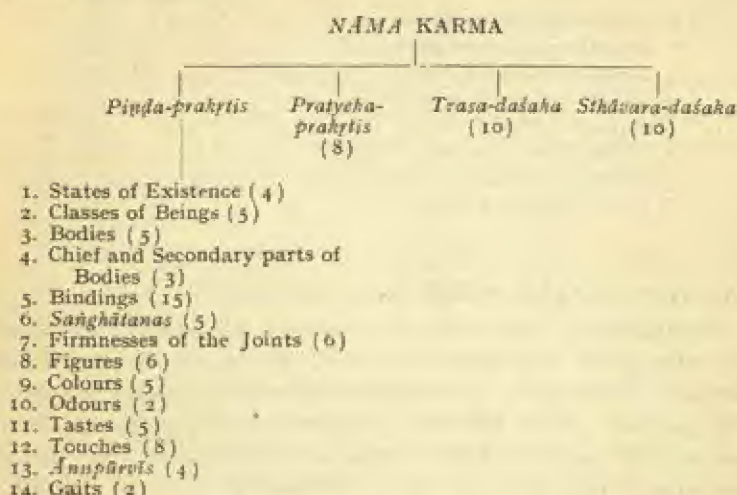 NĀMA KARMA
Piṇḍa-prakṛtis Pratyeka- Trasa-daśaka Sthāvara-daśaka
prakṛtis (10) (10)
(8)
1. States of Existence (4)
2. Classes of Beings (5)
3. Bodies (5)
4. Chief and Secondary parts of
Bodies (3)
5. Bindings (15)
6. Saṅghātanas (5)
7. Firmnesses of the Joints (6)
8. Figures (6)
9. Colours (5)
10. Odours (2)
11. Tastes (5)
12. Touches (8)
13. Ānupūrvīs (4)
14. Gaits (2)